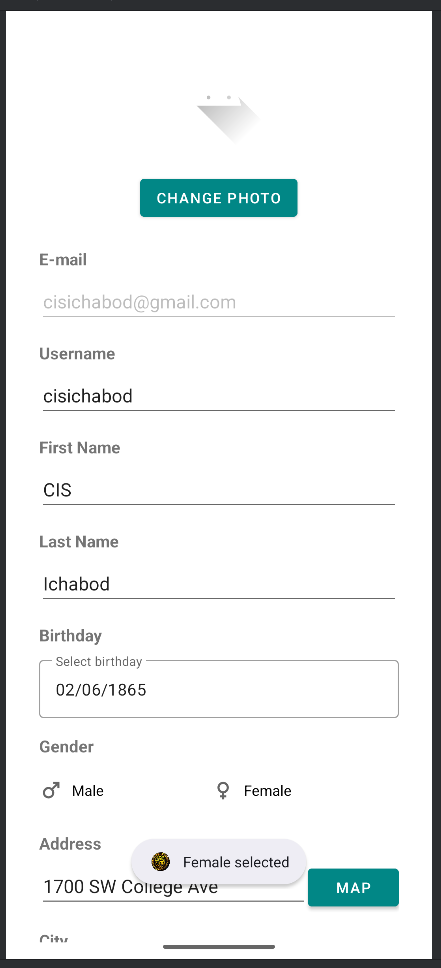 CHANGE PHOTO
E-mail
cisichabod@gmail.com
Username
cisichabod
First Name
CIS
Last Name
Ichabod
Birthday
Select birthday
02/06/1865
Gender
Male
Female
Address
Female selected
1700 SW College Ave
MAP
City